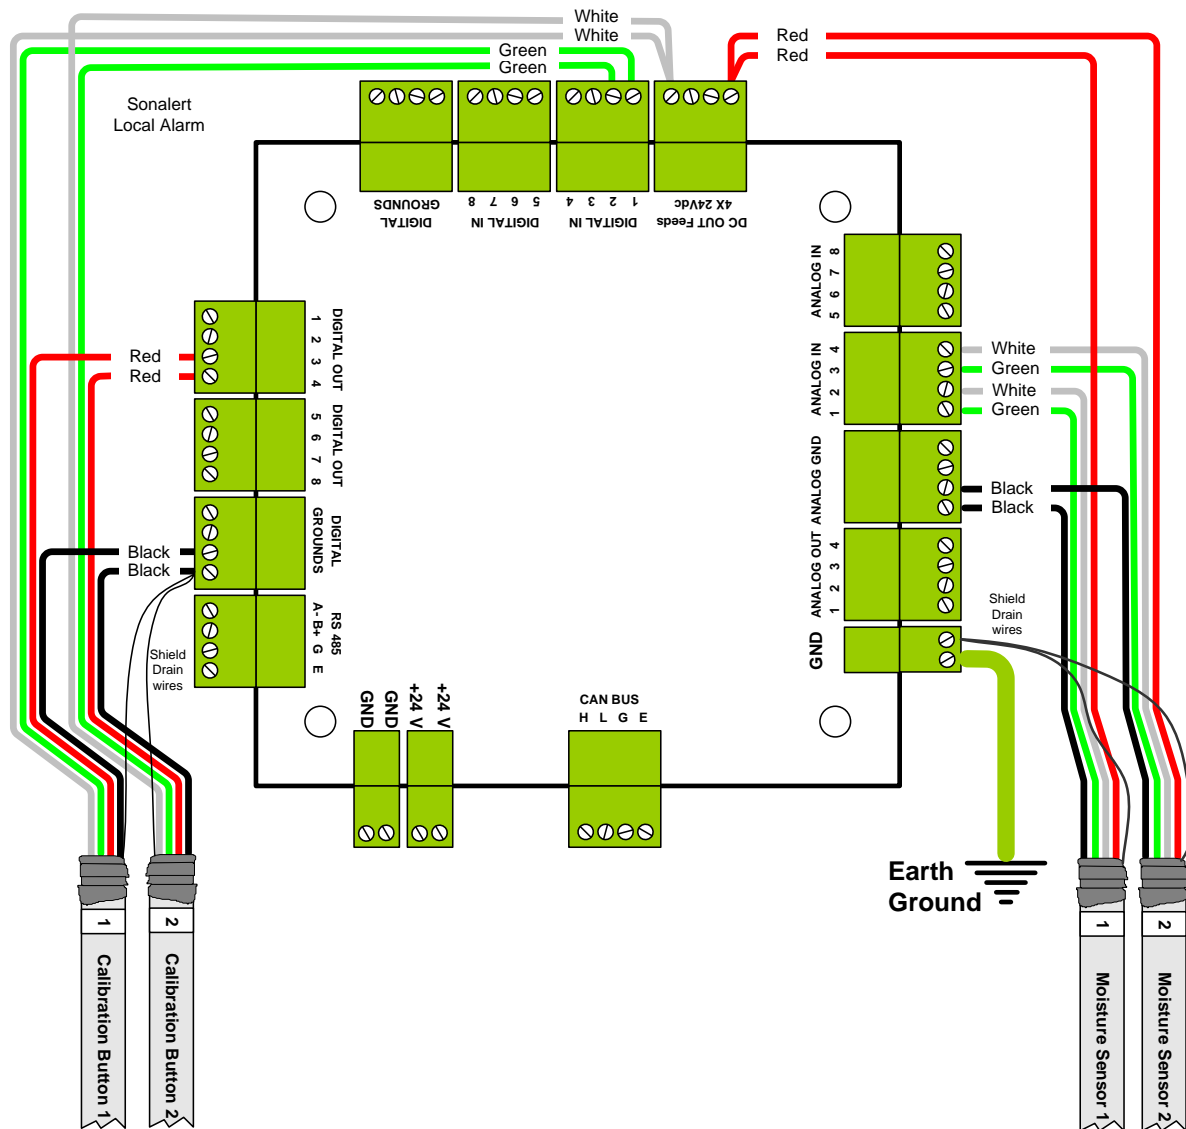 White
White
Green
Green
Red
Red
Sonalert
Local Alarm
DIGITAL
GROUNDS
DIGITAL IN
8 7 6 5
DIGITAL IN
4 3 2 1
DC OUT Feeds
4X 24Vdc
ANALOG IN
5 6 7 8
ANALOG IN
1 2 3 4
White
Green
White
Green
ANALOG GND
Black
Black
ANALOG OUT
1 2 3 4
GND
Shield
Drain
wires
DIGITAL OUT
1 2 3 4
Red
Red
DIGITAL OUT
5 6 7 8
DIGITAL
GROUNDS
Black
Black
RS 485
A- B+ G E
Shield
Drain
wires
GND
GND
+24 V
+24 V
CAN BUS
H L G E
Earth
Ground
1
Calibration Button 1
2
Calibration Button 2
1
Moisture Sensor 1
2
Moisture Sensor 2